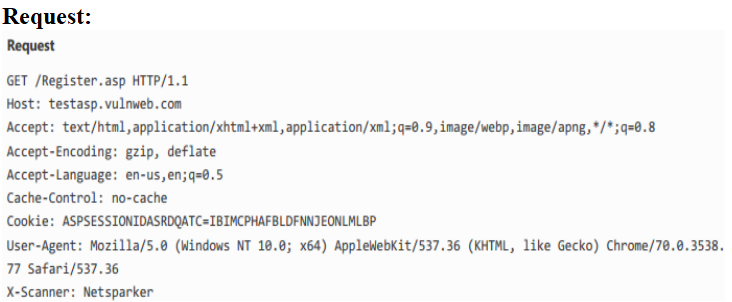 Request:
Request
GET /Register.asp HTTP/1.1
Host: testasp.vulnweb.com
Accept: text/html,application/xhtml+xml,application/xml;q=0.9,image/webp,image/apng,*/*;q=0.8
Accept-Encoding: gzip, deflate
Accept-Language: en-us,en;q=0.5
Cache-Control: no-cache
Cookie: ASPSESSIONIDASRDQATC=IBIMCPHAFBLDFNNJEONLMLBP
User-Agent: Mozilla/5.0 (Windows NT 10.0; x64) AppleWebKit/537.36 (KHTML, like Gecko) Chrome/70.0.3538.
77 Safari/537.36
X-Scanner: Netsparker